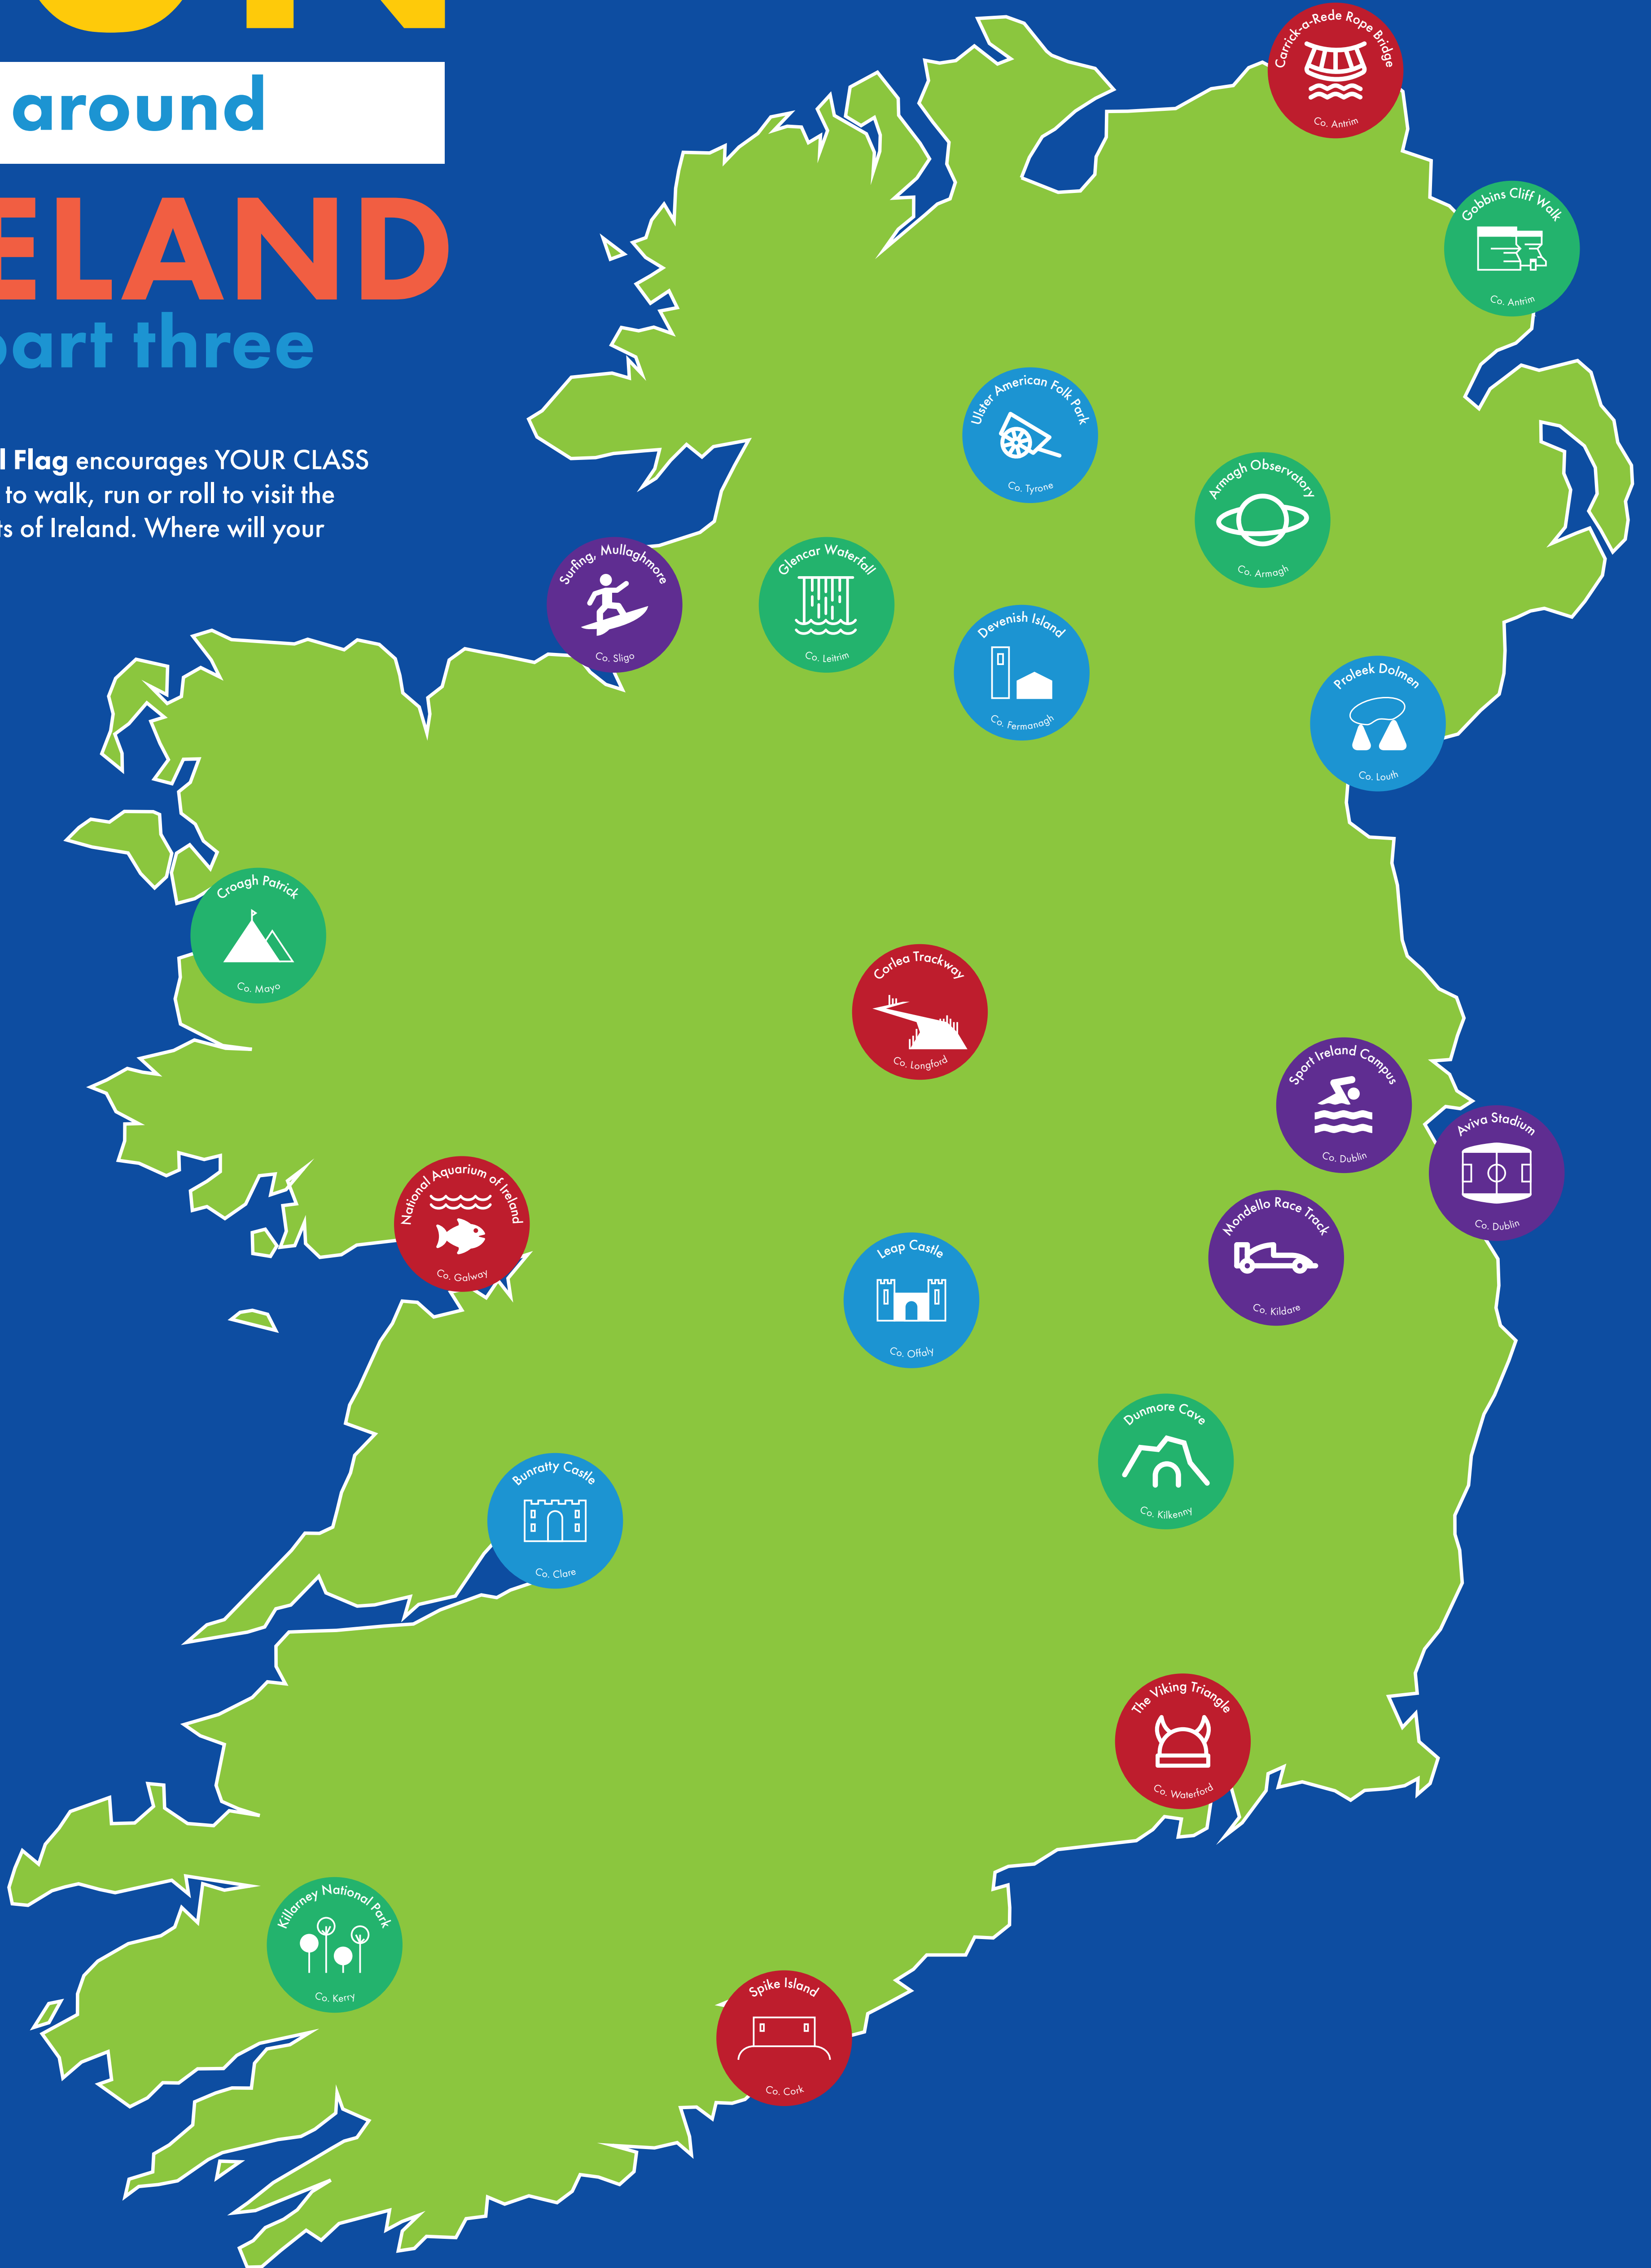 UN
around
ELAND
part three
l Flag encourages YOUR CLASS
to walk, run or roll to visit the
ts of Ireland. Where will your
Carrick-a-Rede Rope Bridge
Co. Antrim
Gobbins Cliff Walk
Co. Antrim
Ulster American Folk Park
Co. Tyrone
Armagh Observatory
Co. Armagh
Surfing, Mullaghmore
Co. Sligo
Glencar Waterfall
Co. Leitrim
Devenish Island
Co. Fermanagh
Proleek Dolmen
Co. Louth
Croagh Patrick
Co. Mayo
Corlea Trackway
Co. Longford
Sport Ireland Campus
Co. Dublin
Aviva Stadium
Co. Dublin
National Aquarium of Ireland
Co. Galway
Mondello Race Track
Co. Kildare
Leap Castle
Co. Offaly
Dunmore Cave
Co. Kilkenny
Bunratty Castle
Co. Clare
The Viking Triangle
Co. Waterford
Killarney National Park
Co. Kerry
Spike Island
Co. Cork